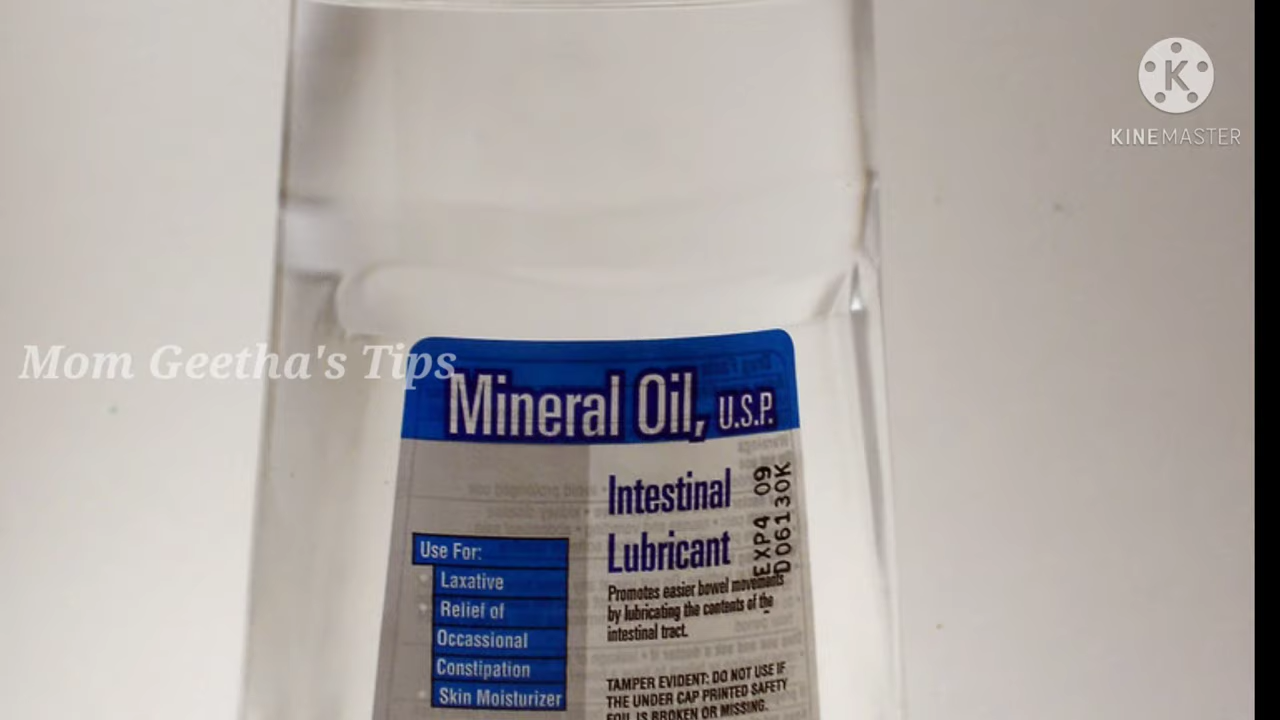 KINEMASTER
Mom Geetha's Tips
Mineral Oil, U.S.P.
Intestinal
Lubricant
EXP4 09
D06130K
Promotes easier bowel movements
by lubricating the contents of the
intestinal tract.
Use For:
Laxative
Relief of
Occassional
Constipation
Skin Moisturizer
TAMPER EVIDENT: DO NOT USE IF
THE UNDER CAP PRINTED SAFETY
FOIL IS BROKEN OR MISSING.